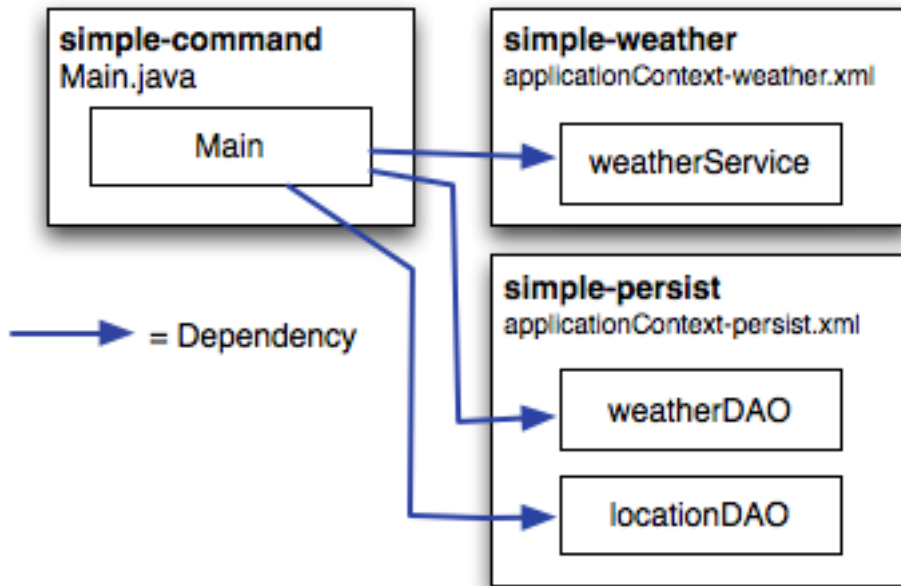 simple-command
Main.java
Main
simple-weather
applicationContext-weather.xml
weatherService
simple-persist
applicationContext-persist.xml
weatherDAO
locationDAO
= Dependency